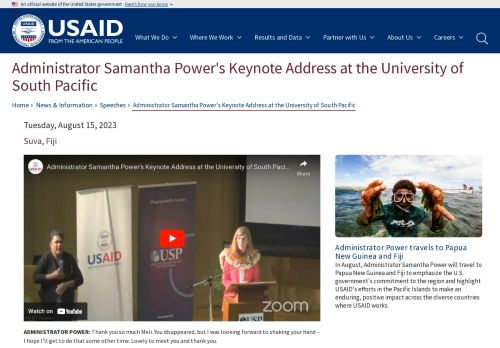 An official website of the United States government Here's how you know
USAID
FROM THE AMERICAN PEOPLE
What We Do
Where We Work
Results and Data
Partner with Us
About Us
Careers
Administrator Samantha Power's Keynote Address at the University of
South Pacific
Home › News & Information › Speeches › Administrator Samantha Power's Keynote Address at the University of South Pacific
Tuesday, August 15, 2023
Suva, Fiji
Administrator Samantha Power's Keynote Address at the University of South Paci...
Share
USAID
USP
zoom
Watch on YouTube
Administrator Power travels to Papua
New Guinea and Fiji
In August, Administrator Samantha Power will travel to
Papua New Guinea and Fiji to emphasize the U.S.
government's commitment to the region and highlight
USAID's efforts in the Pacific Islands to make an
enduring, positive impact across the diverse countries
where USAID works.
ADMINISTRATOR POWER: Thank you so much Meli. You disappeared, but I was looking forward to shaking your hand –
I hope I'll get to do that some other time. Lovely to meet you and thank you.